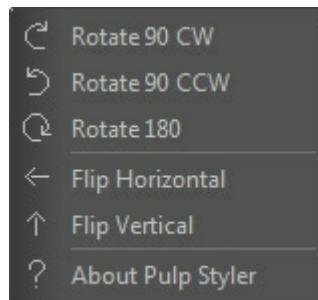 Rotate 90 CW
Rotate 90 CCW
Rotate 180
Flip Horizontal
Flip Vertical
? About Pulp Styler